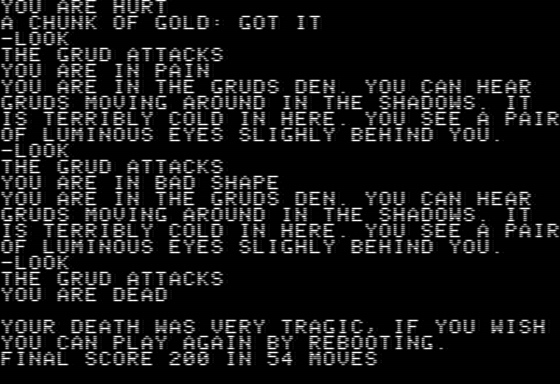 YOU ARE HURT
A CHUNK OF GOLD: GOT IT
-LOOK
THE GRUD ATTACKS
YOU ARE IN PAIN
YOU ARE IN THE GRUDS DEN. YOU CAN HEAR
GRUDS MOVING AROUND IN THE SHADOWS. IT
IS TERRIBLY COLD IN HERE. YOU SEE A PAIR
OF LUMINOUS EYES SLIGHLY BEHIND YOU.
-LOOK
THE GRUD ATTACKS
YOU ARE IN BAD SHAPE
YOU ARE IN THE GRUDS DEN. YOU CAN HEAR
GRUDS MOVING AROUND IN THE SHADOWS. IT
IS TERRIBLY COLD IN HERE. YOU SEE A PAIR
OF LUMINOUS EYES SLIGHLY BEHIND YOU.
-LOOK
THE GRUD ATTACKS
YOU ARE DEAD
YOUR DEATH WAS VERY TRAGIC, IF YOU WISH
YOU CAN PLAY AGAIN BY REBOOTING.
FINAL SCORE 200 IN 54 MOVES